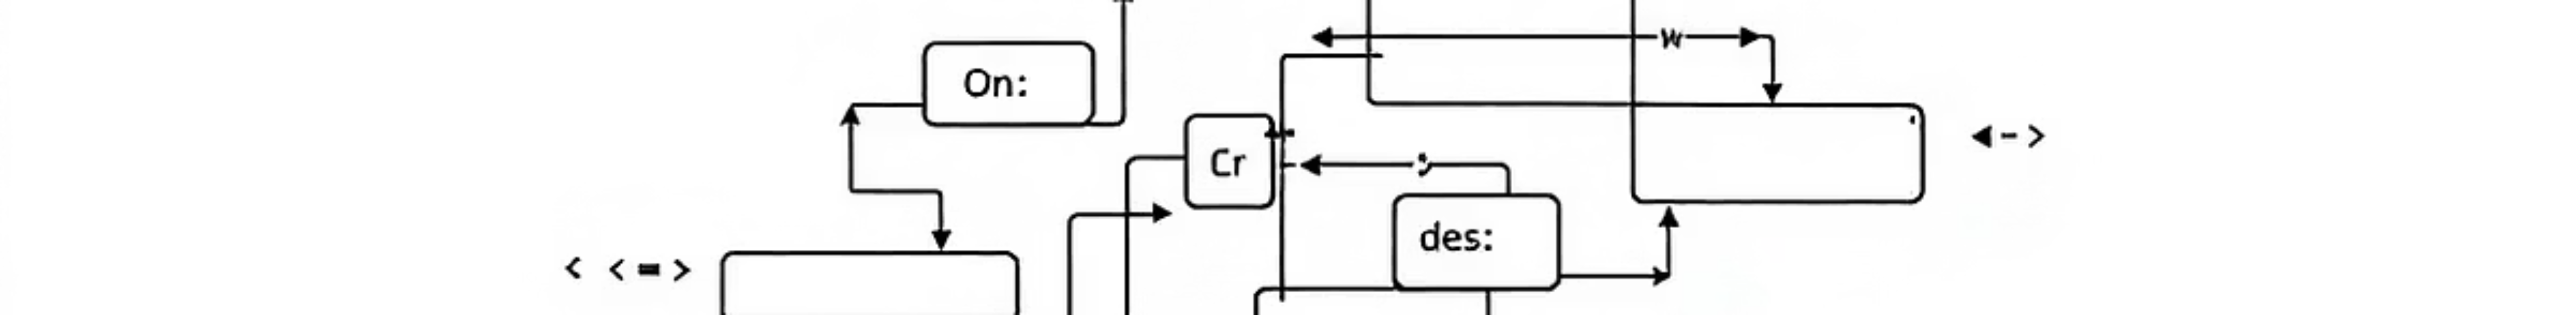 W
On:
Cr
des:
< < = >